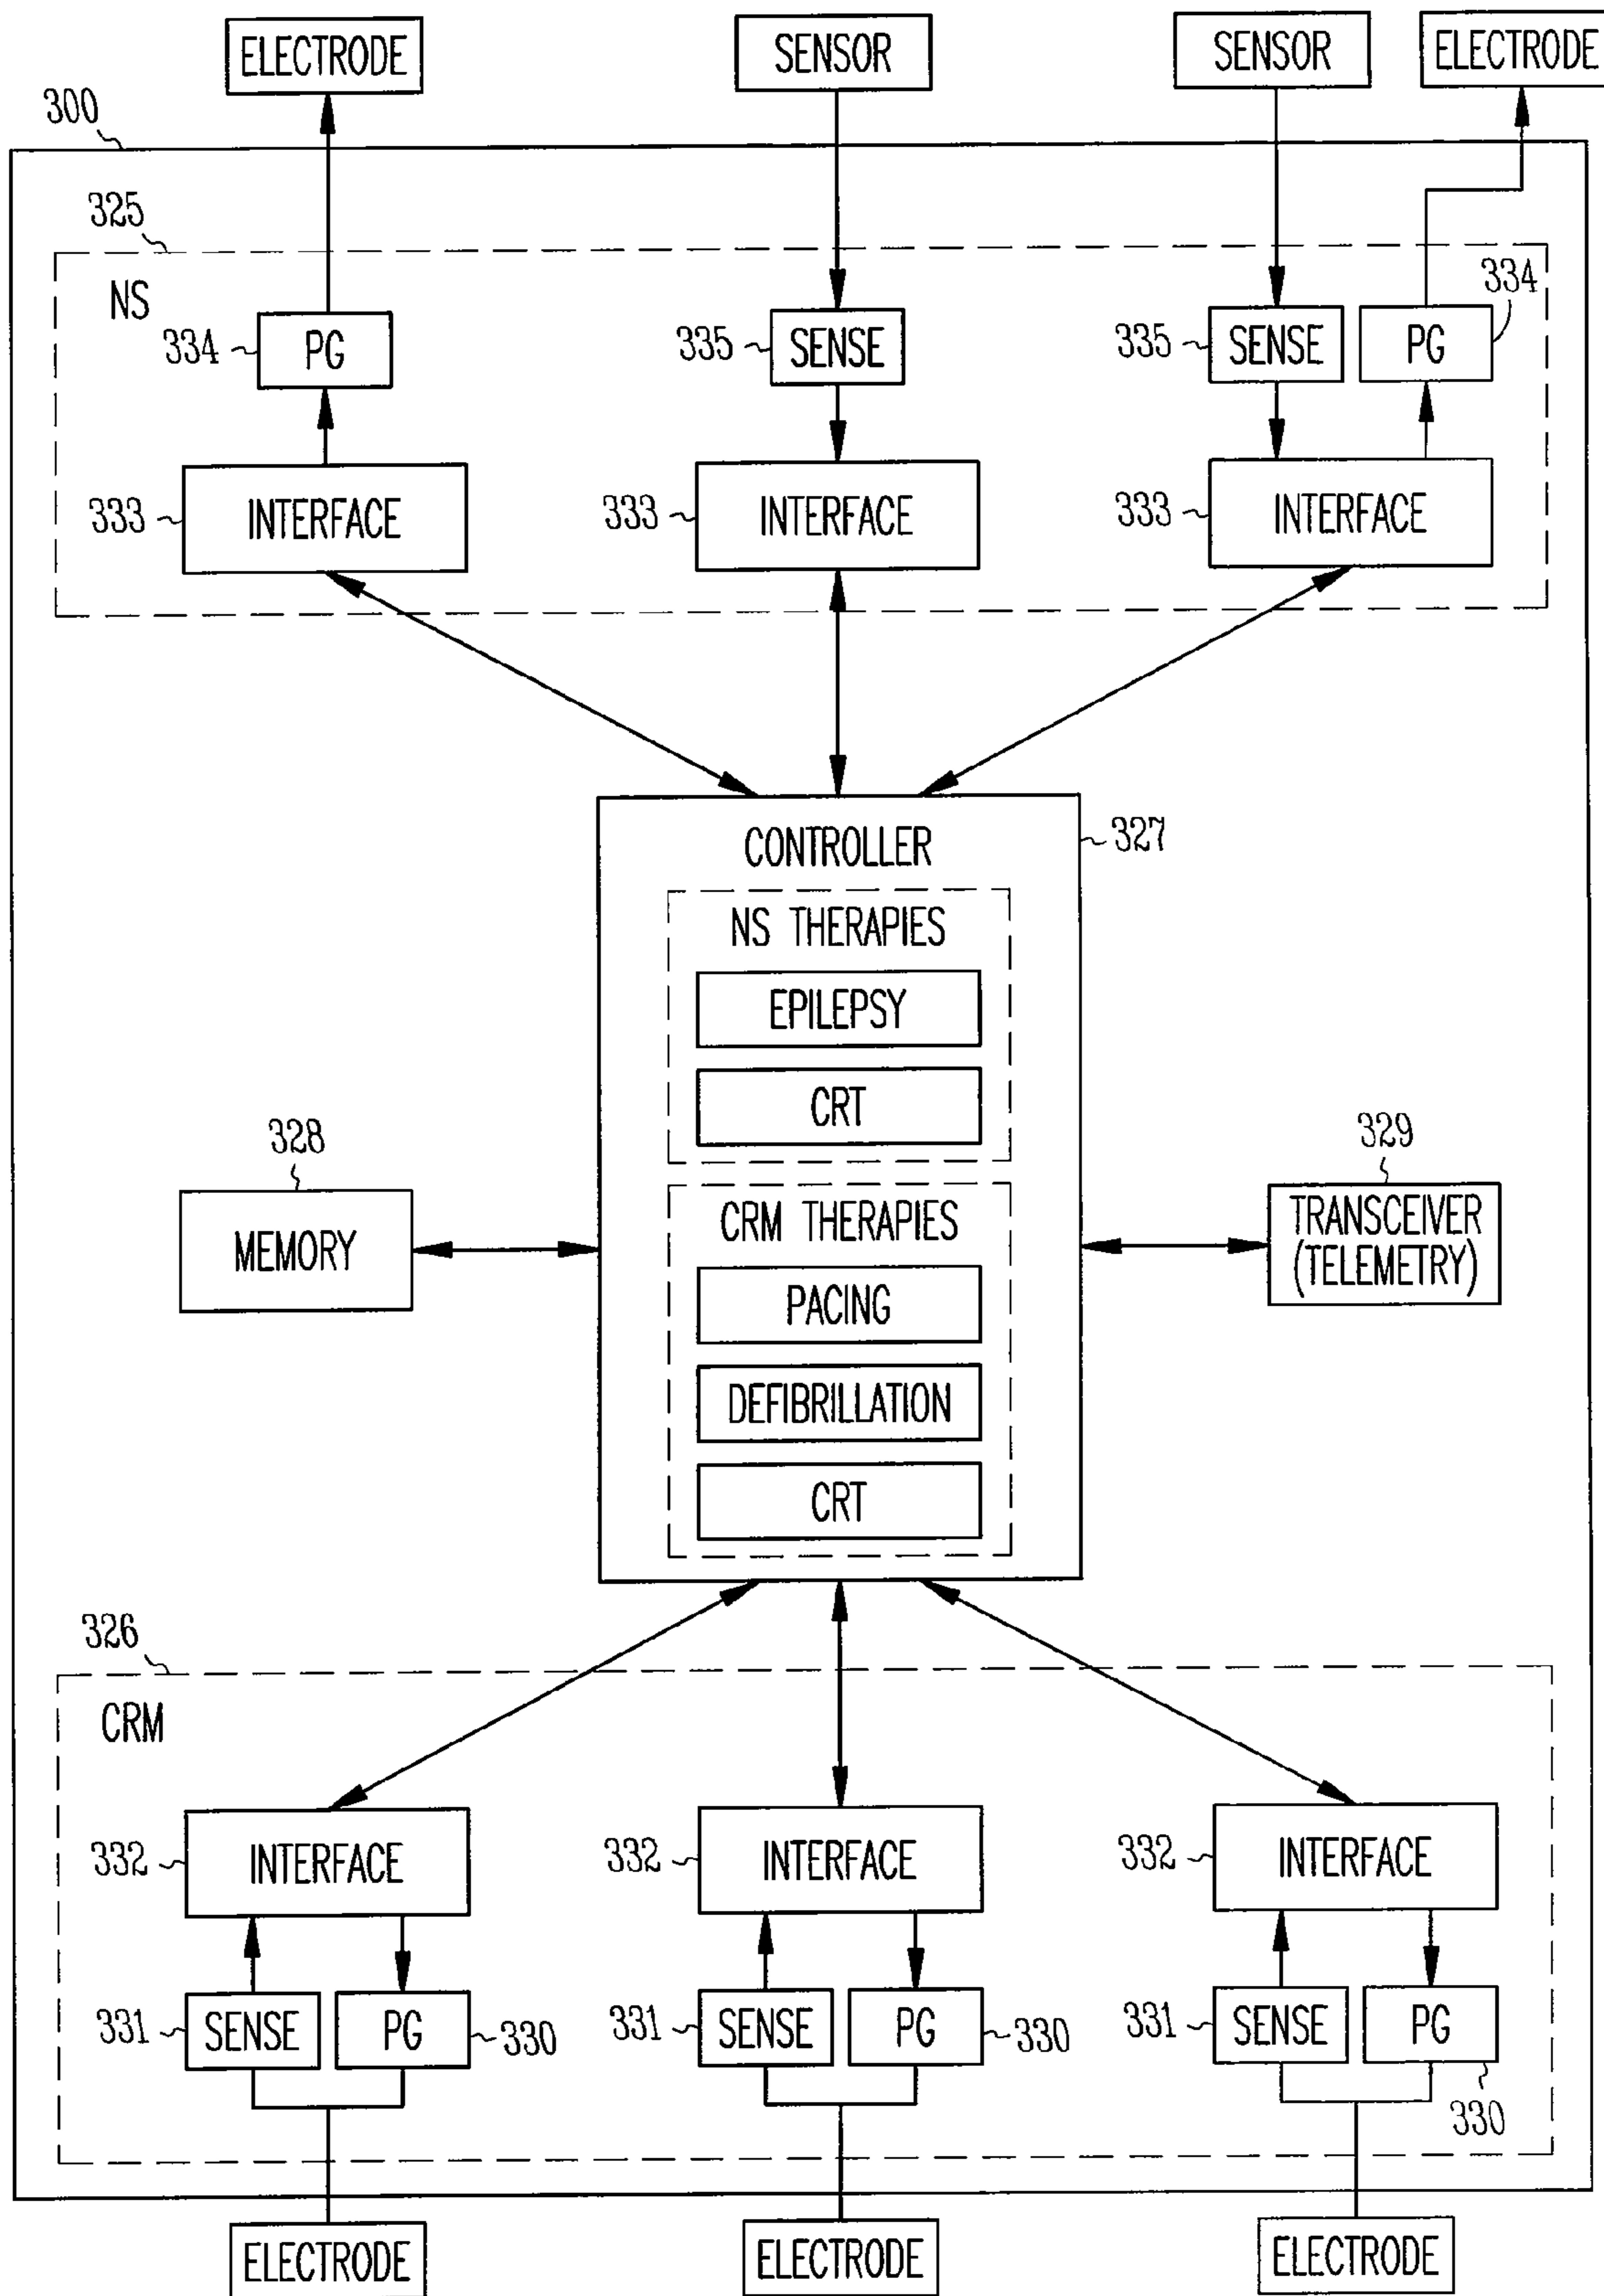 ELECTRODE
SENSOR
SENSOR
ELECTRODE
300
325
NS
334
PG
335
SENSE
335
SENSE
PG
334
333
INTERFACE
333
INTERFACE
333
INTERFACE
CONTROLLER
327
NS THERAPIES
EPILEPSY
CRT
328
MEMORY
329
TRANSCEIVER
(TELEMETRY)
CRM THERAPIES
PACING
DEFIBRILLATION
CRT
326
CRM
332
INTERFACE
332
INTERFACE
332
INTERFACE
331
SENSE
PG
330
331
SENSE
PG
330
331
SENSE
PG
330
ELECTRODE
ELECTRODE
ELECTRODE